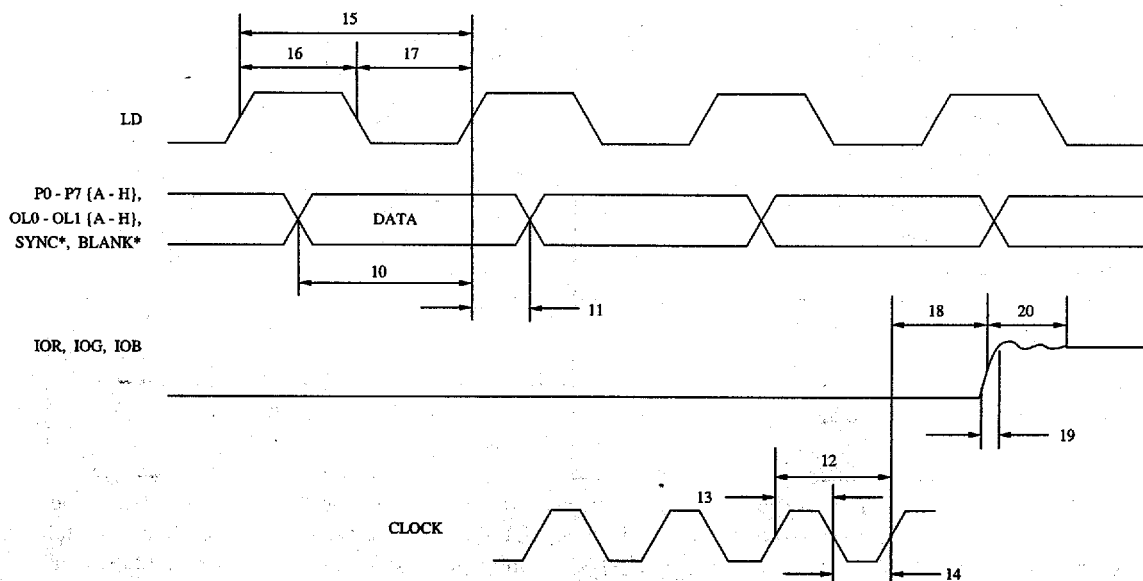 15
16 17
LD
P0 - P7 {A - H},
OL0 - OL1 {A - H},
SYNC*, BLANK*
DATA
10
11
18 20
IOR, IOG, IOB
19
12
13
CLOCK
14